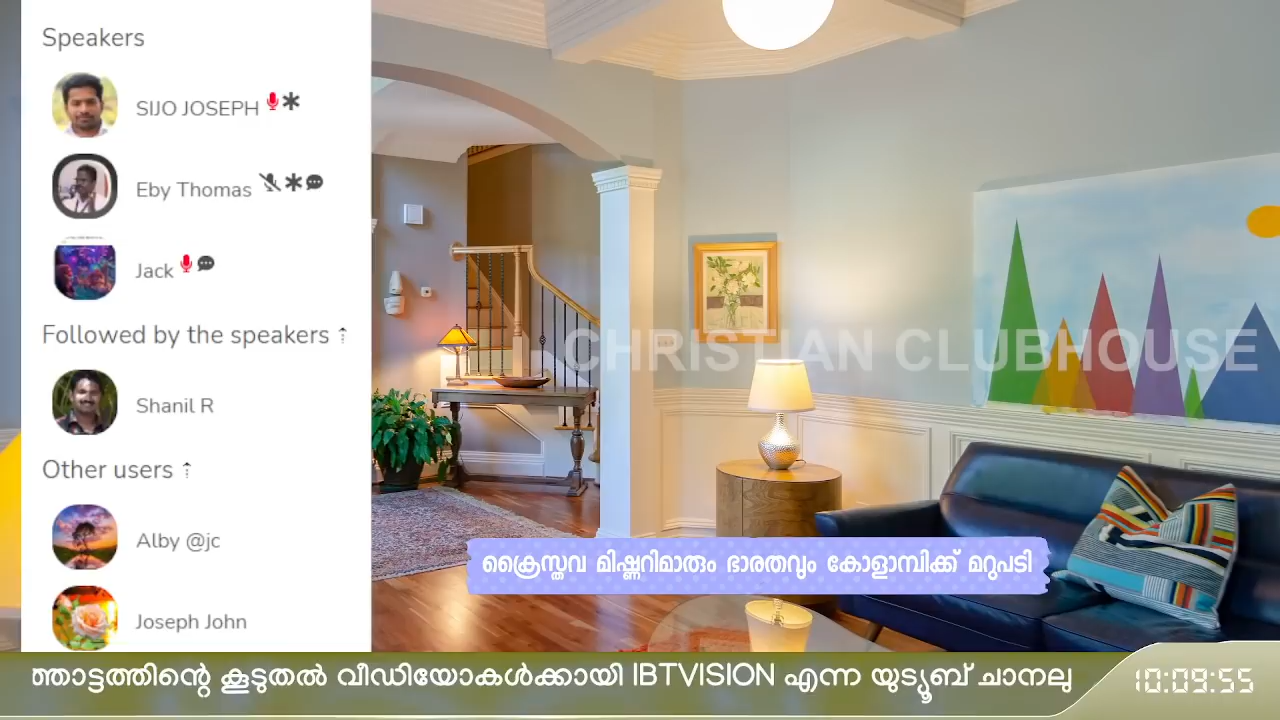 Speakers
SIJO JOSEPH
Eby Thomas
Jack
Followed by the speakers
Shanil R
Other users
Alby @jc
Joseph John
CHRISTIAN CLUBHOUSE
ക്രൈസ്തവ മിഷ്ണറിമാരും ഭാരതവും കോളാമ്പിക്ക് മറുപടി
ത്താട്ടത്തിന്റെ കൂടുതൽ വീഡിയോകൾക്കായി IBTVISION എന്ന യുട്യൂബ് ചാനലു
10:09:55